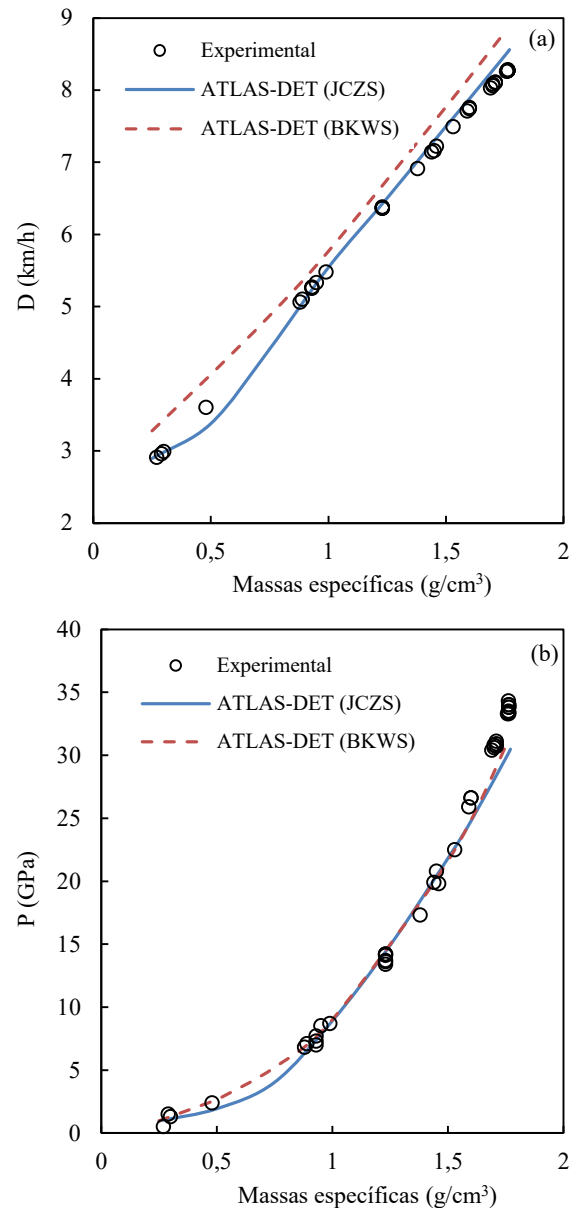 (a)
Experimental
ATLAS-DET (JCZS)
ATLAS-DET (BKWS)
D (km/h)
9
8
7
6
5
4
3
2
0 0,5 1 1,5 2
Massas específicas (g/cm³)
(b)
Experimental
ATLAS-DET (JCZS)
ATLAS-DET (BKWS)
P (GPa)
40
35
30
25
20
15
10
5
0
0 0,5 1 1,5 2
Massas específicas (g/cm³)